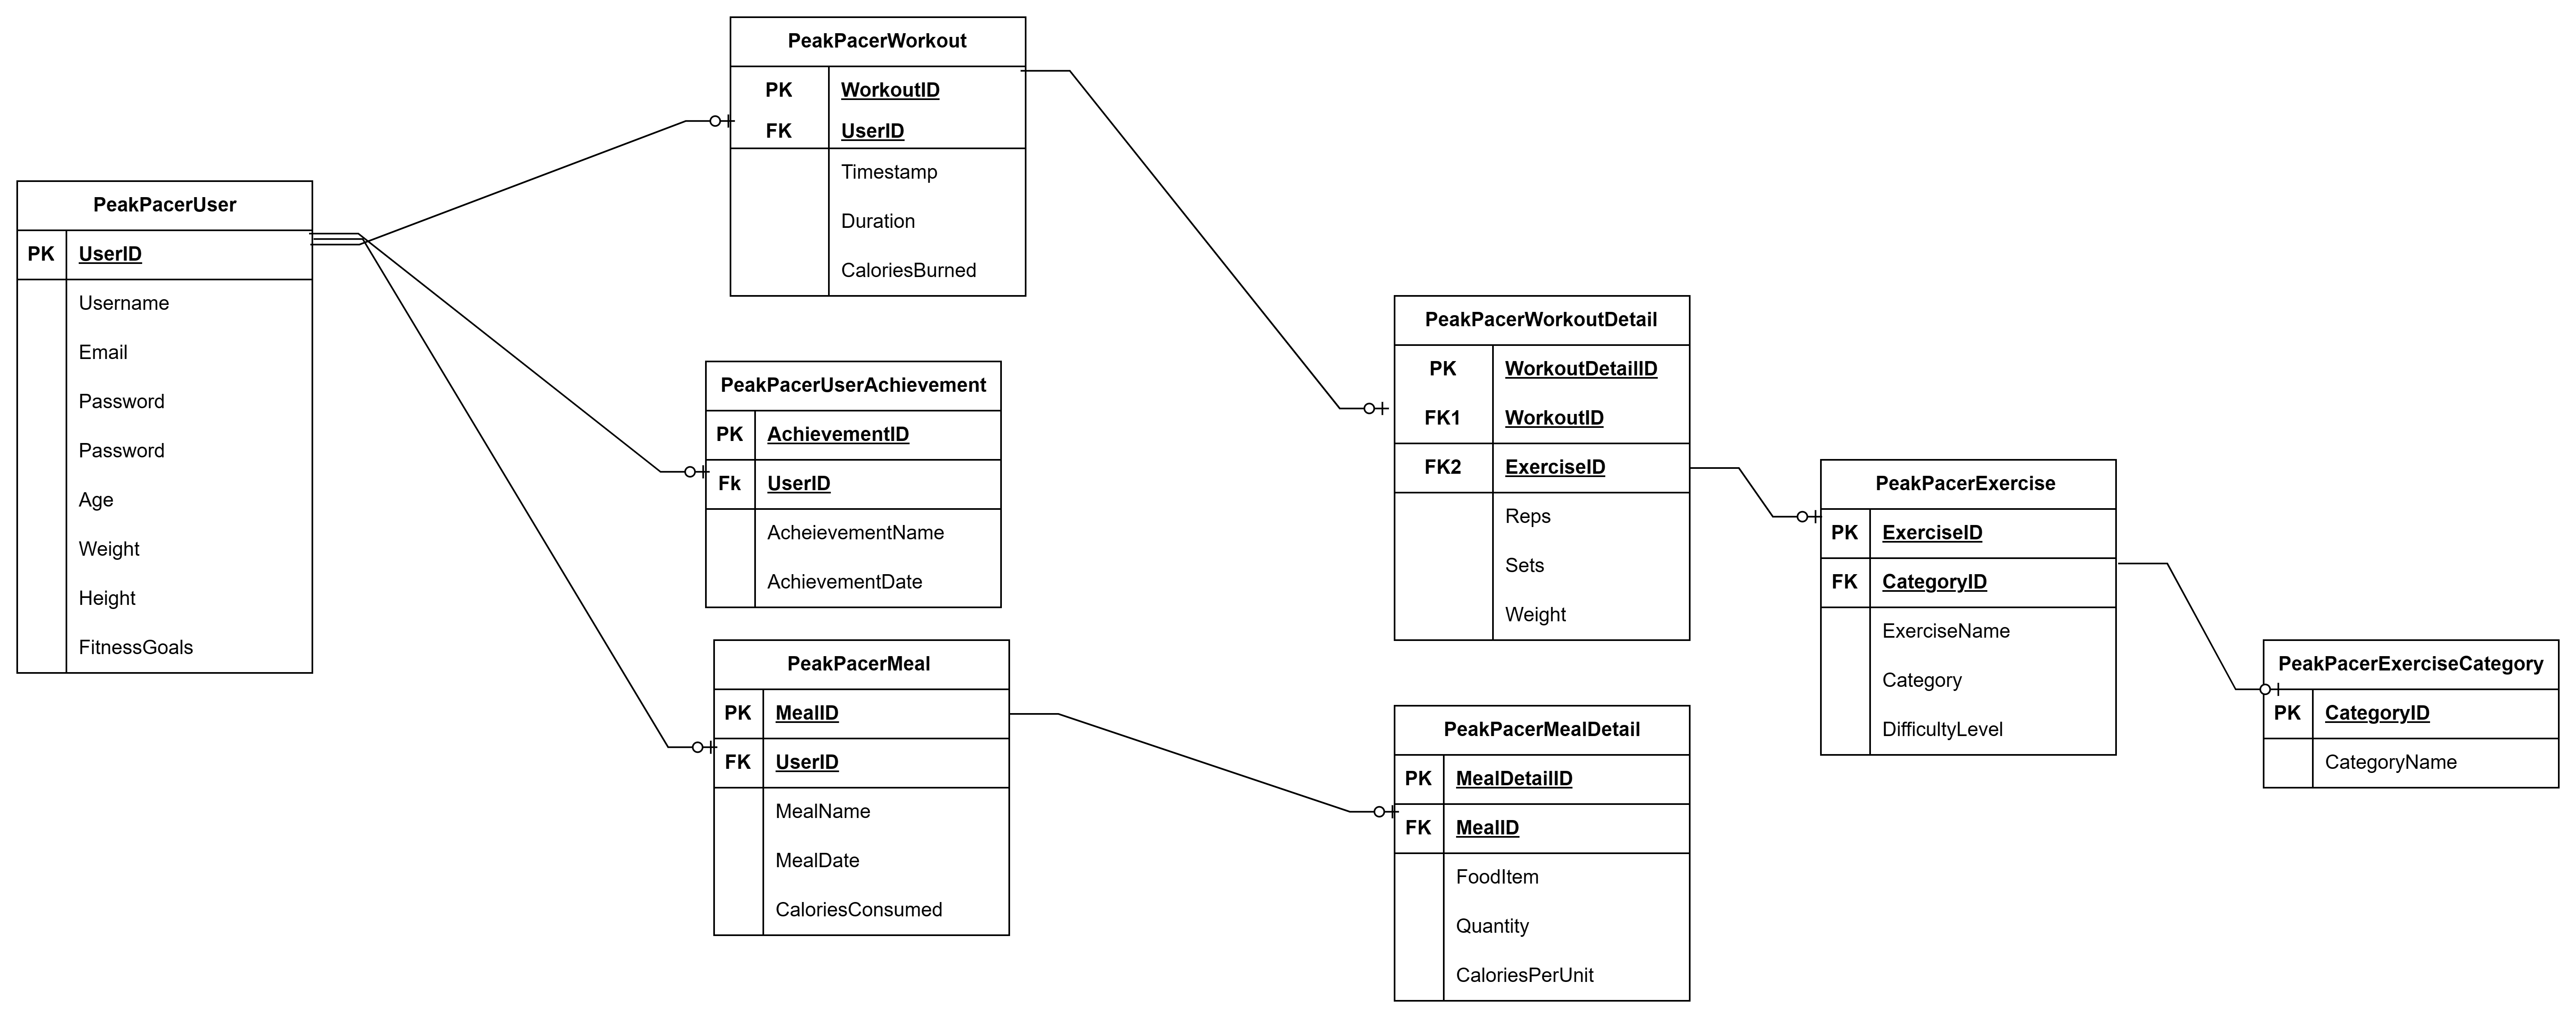 PeakPacerUser
PK UserID
Username
Email
Password
Password
Age
Weight
Height
FitnessGoals
PeakPacerWorkout
PK WorkoutID
FK UserID
Timestamp
Duration
CaloriesBurned
PeakPacerUserAchievement
PK AchievementID
Fk UserID
AcheievementName
AchievementDate
PeakPacerMeal
PK MealID
FK UserID
MealName
MealDate
CaloriesConsumed
PeakPacerWorkoutDetail
PK WorkoutDetailID
FK1 WorkoutID
FK2 ExerciseID
Reps
Sets
Weight
PeakPacerMealDetail
PK MealDetailID
FK MealID
FoodItem
Quantity
CaloriesPerUnit
PeakPacerExercise
PK ExerciseID
FK CategoryID
ExerciseName
Category
DifficultyLevel
PeakPacerExerciseCategory
PK CategoryID
CategoryName